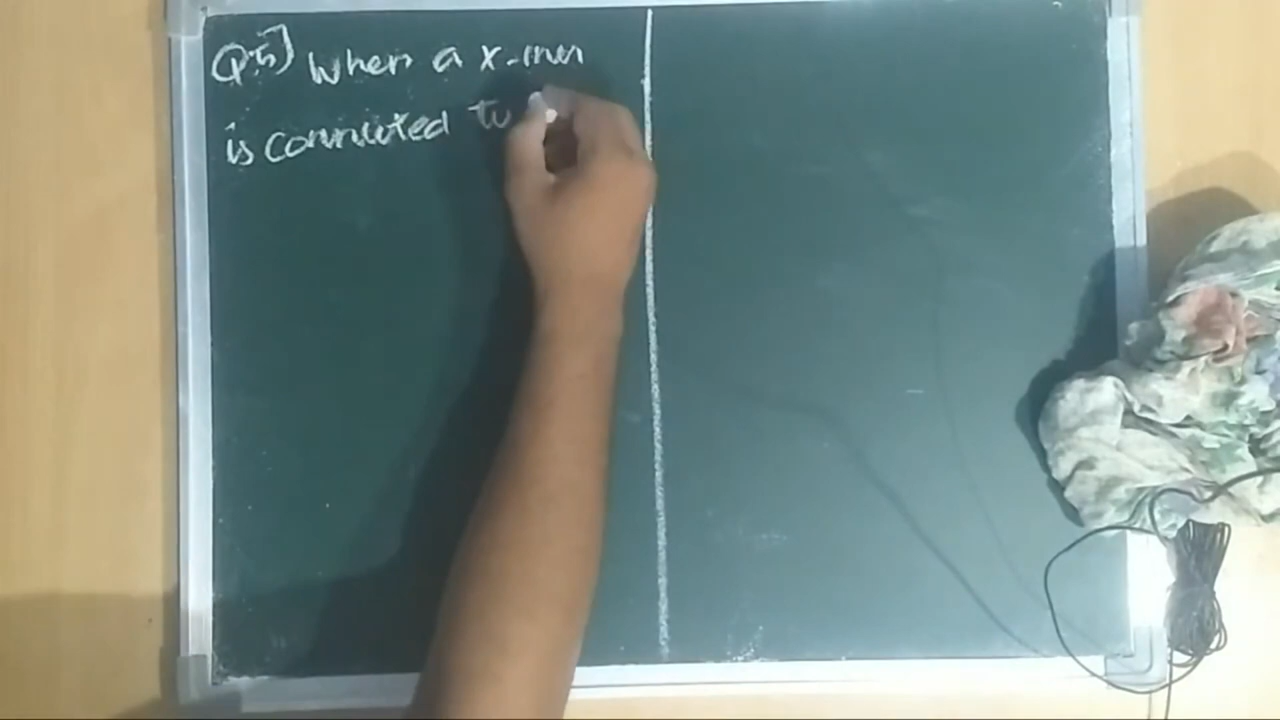 Q.5] When a x-mer
is connected to